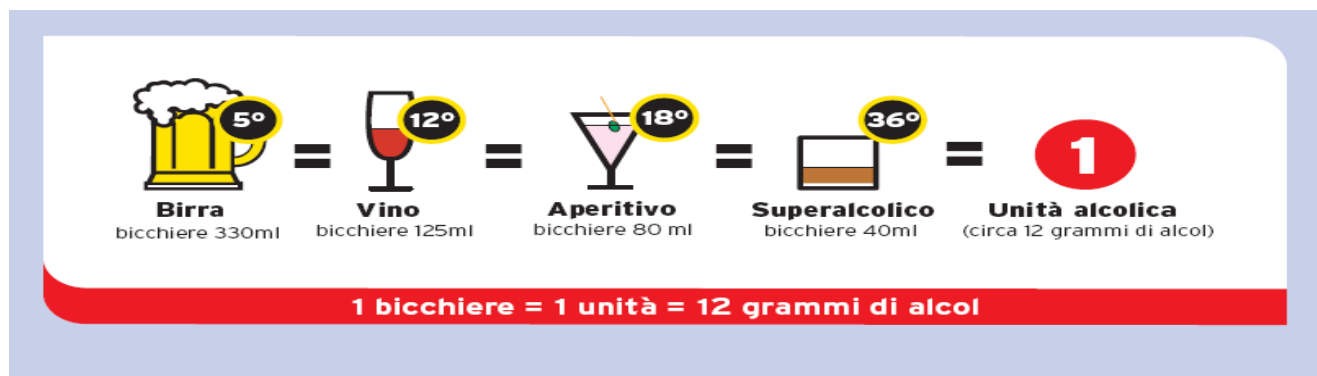 5°
12°
18°
36°
= = = = 1
Birra
bicchiere 330ml
Vino
bicchiere 125ml
Aperitivo
bicchiere 80 ml
Superalcolico
bicchiere 40ml
Unità alcolica
(circa 12 grammi di alcol)
1 bicchiere = 1 unità = 12 grammi di alcol